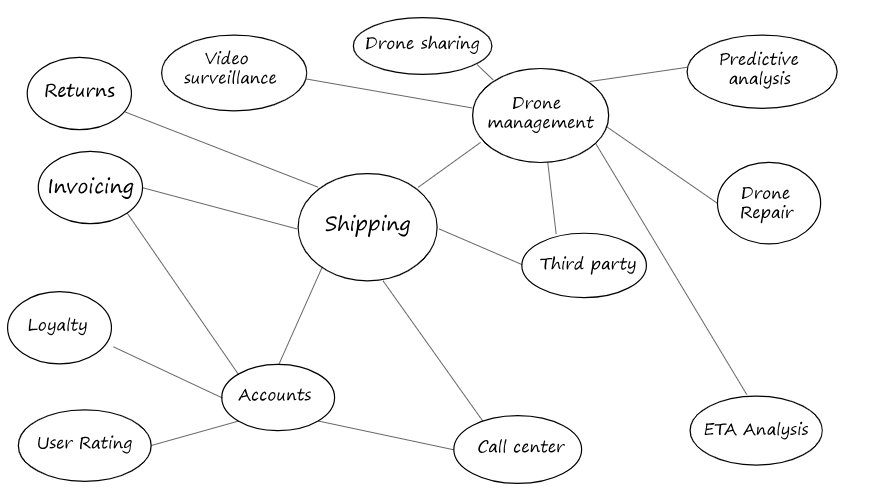 Drone sharing
Video
surveillance
Predictive
analysis
Returns
Drone
management
Invoicing
Drone
Repair
Shipping
Third party
Loyalty
Accounts
ETA Analysis
User Rating
Call center